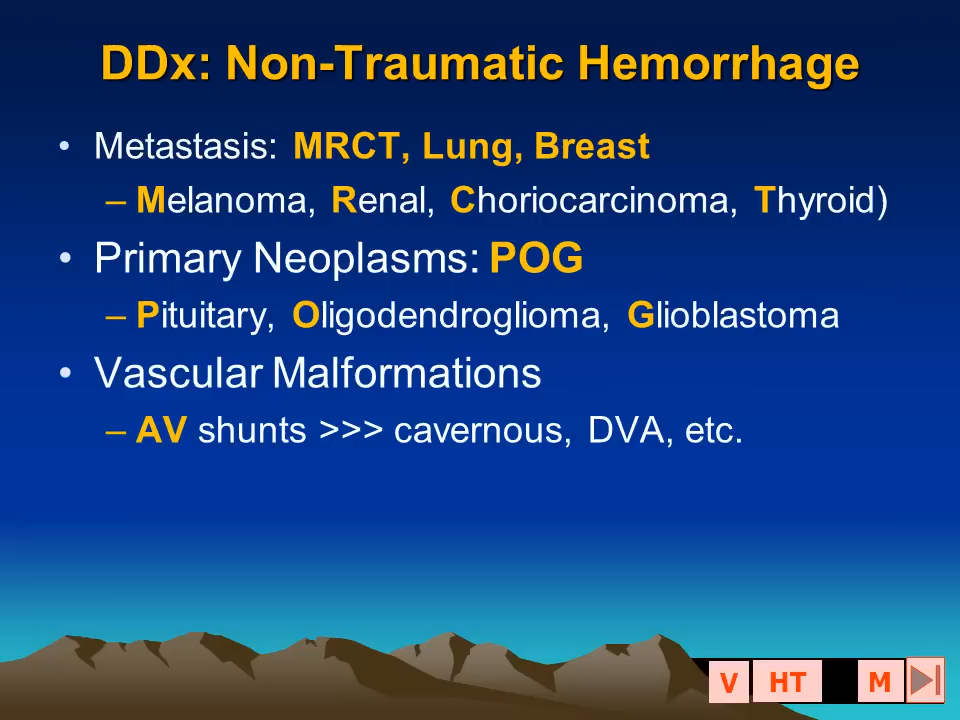 DDx: Non-Traumatic Hemorrhage
• Metastasis: MRCT, Lung, Breast
– Melanoma, Renal, Choriocarcinoma, Thyroid)
• Primary Neoplasms: POG
– Pituitary, Oligodendroglioma, Glioblastoma
• Vascular Malformations
– AV shunts >>> cavernous, DVA, etc.
V HT M